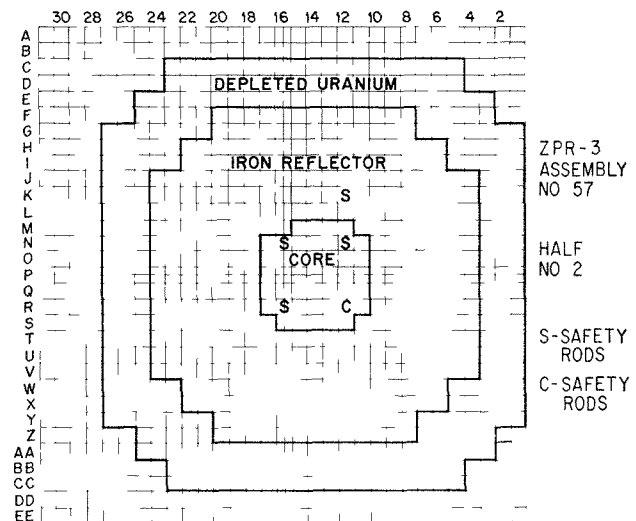 30 28 26 24 20 18 16 14 12 10 8 6 4 2
A
B
C
D
E
F
G
H
I
J
K
L
M
N
O
P
Q
R
S
T
U
V
W
X
Y
Z
AA
BB
CC
DD
EE
DEPLETED URANIUM
IRON REFLECTOR
S
S S
CORE
S C
ZPR-3
ASSEMBLY
NO 57
HALF
NO 2
S-SAFETY
RODS
C-SAFETY
RODS